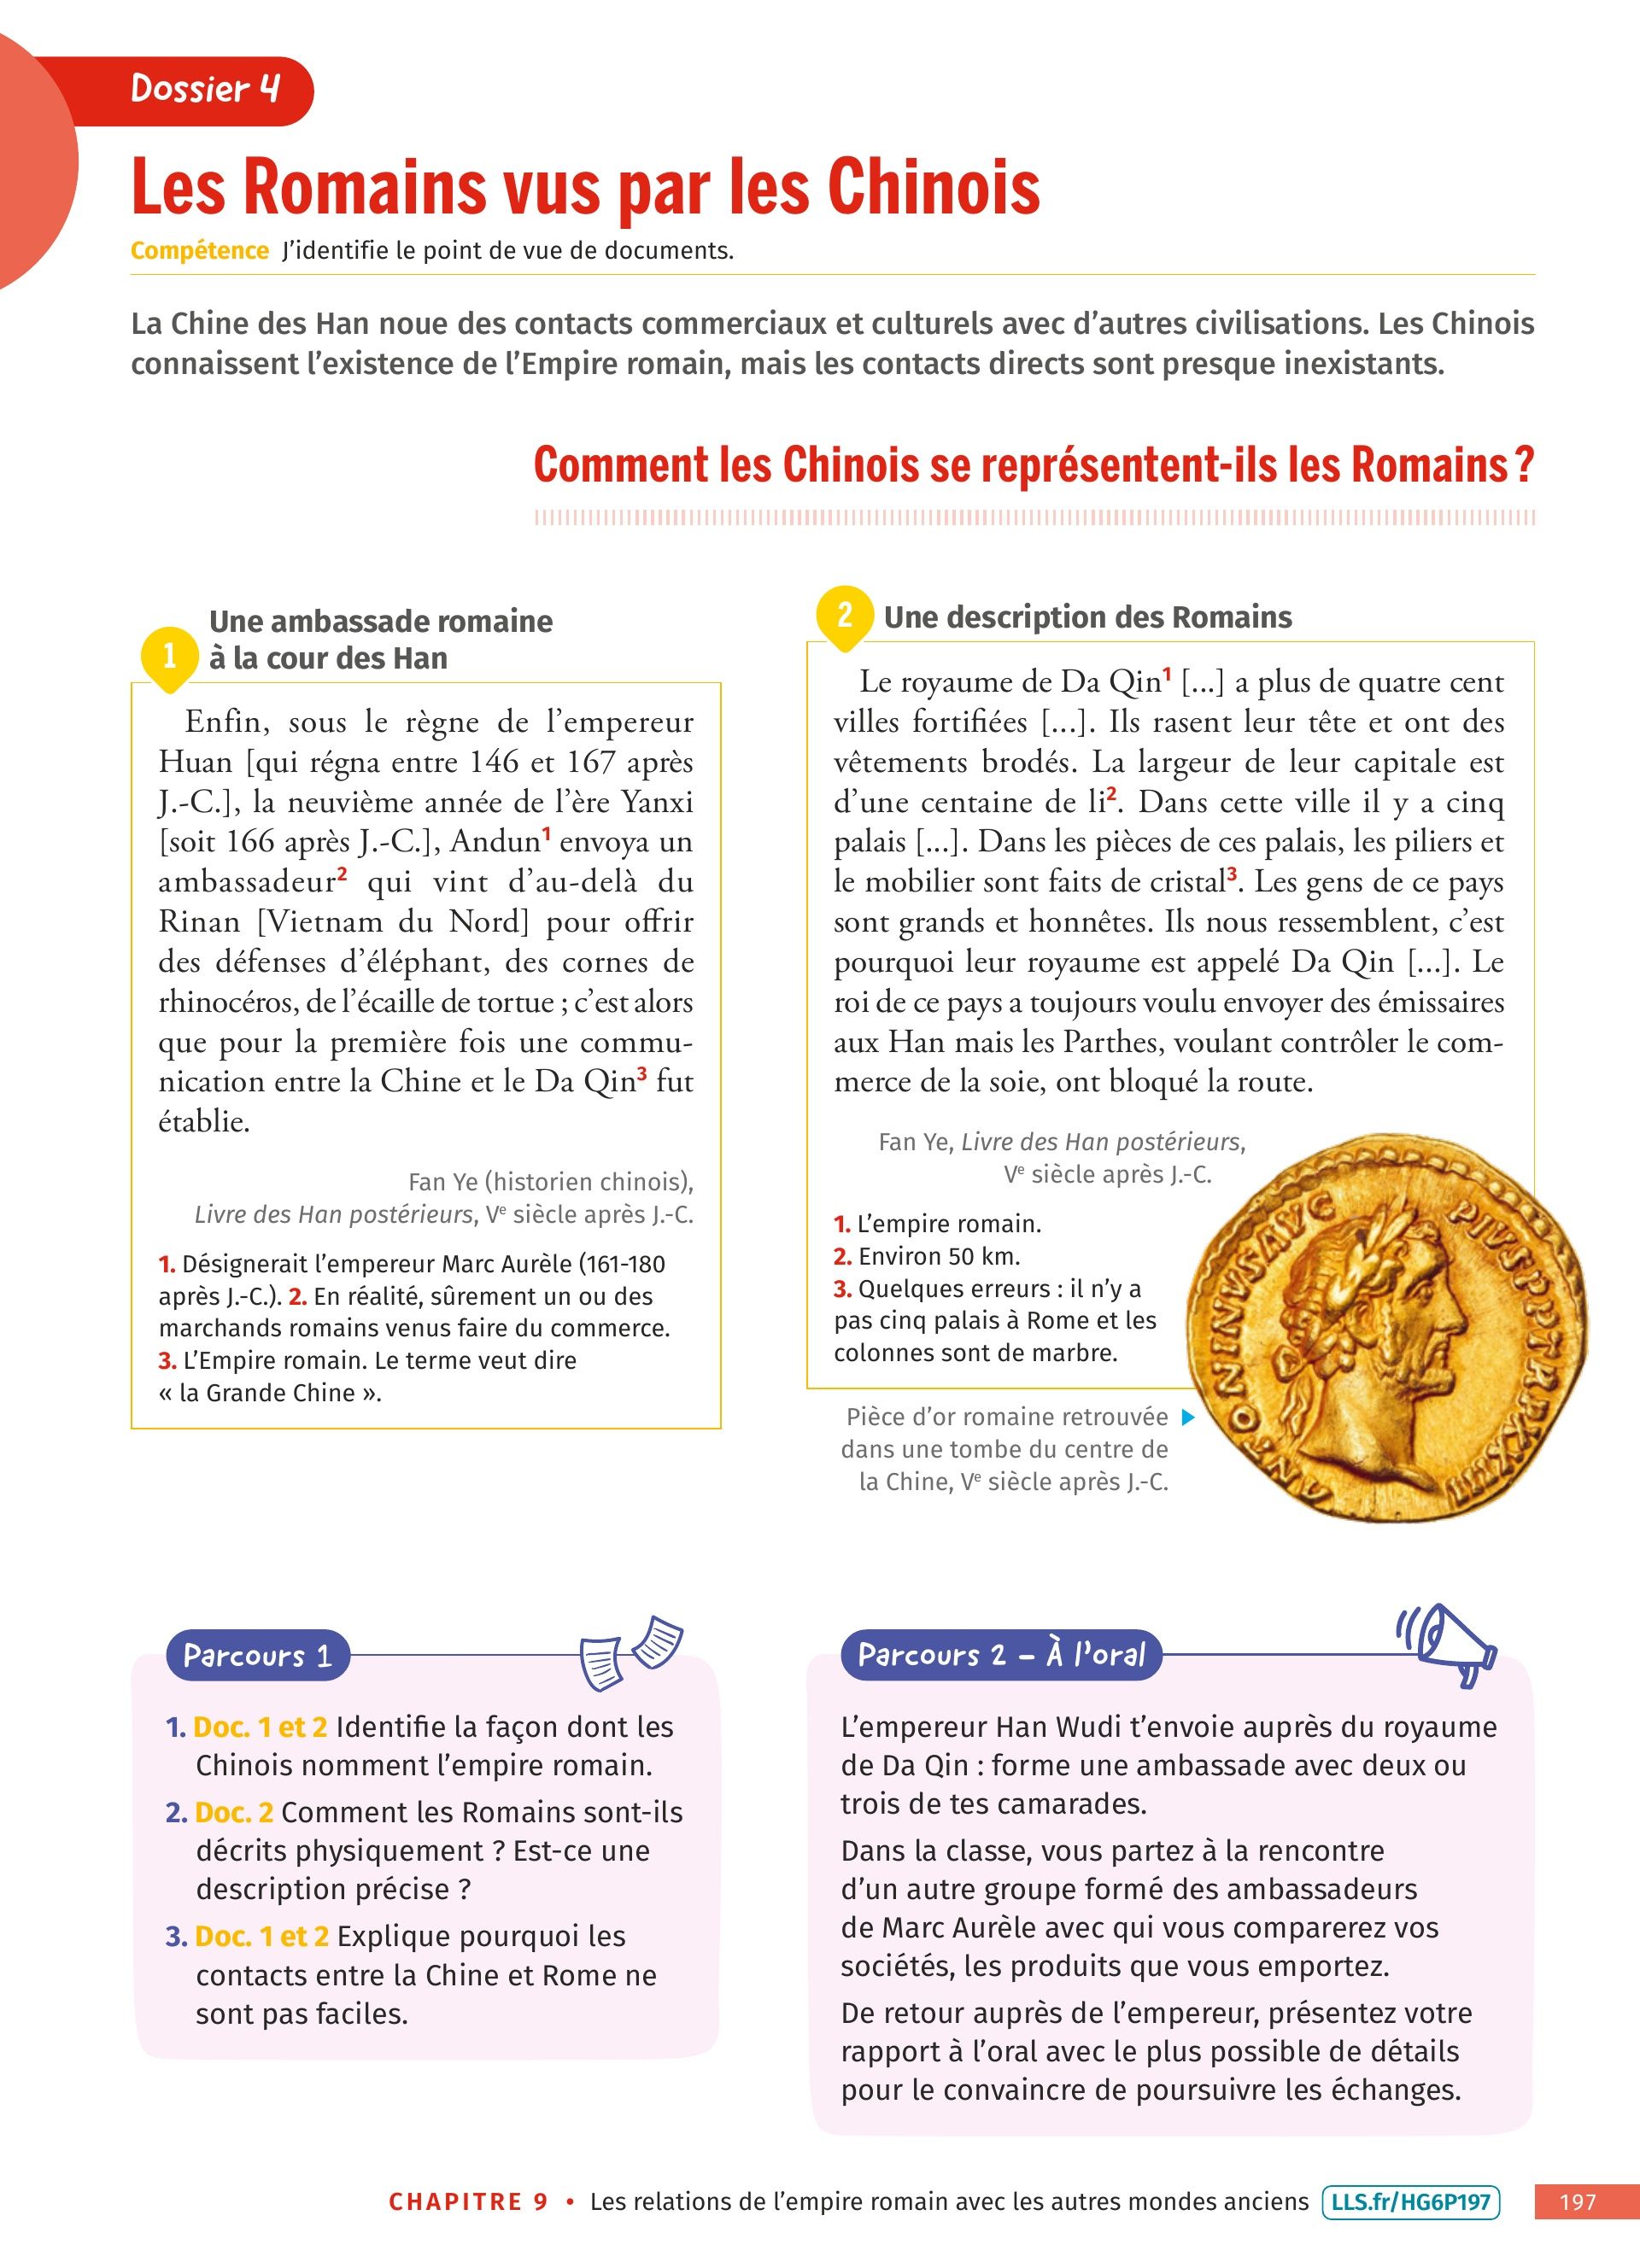 Dossier 4
Les Romains vus par les Chinois
Compétence J’identifie le point de vue de documents.
La Chine des Han noue des contacts commerciaux et culturels avec d’autres civilisations. Les Chinois
connaissent l’existence de l’Empire romain, mais les contacts directs sont presque inexistants.
Comment les Chinois se représentent-ils les Romains ?
1
Une ambassade romaine
à la cour des Han
Enfin, sous le règne de l’empereur
Huan [qui régna entre 146 et 167 après
J.-C.], la neuvième année de l’ère Yanxi
[soit 166 après J.-C.], Andun1 envoya un
ambassadeur2 qui vint d’au-delà du
Rinan [Vietnam du Nord] pour offrir
des défenses d’éléphant, des cornes de
rhinocéros, de l’écaille de tortue ; c’est alors
que pour la première fois une commu-
nication entre la Chine et le Da Qin3 fut
établie.
Fan Ye (historien chinois),
Livre des Han postérieurs, Ve siècle après J.-C.
1. Désignerait l’empereur Marc Aurèle (161-180
après J.-C.). 2. En réalité, sûrement un ou des
marchands romains venus faire du commerce.
3. L’Empire romain. Le terme veut dire
« la Grande Chine ».
2
Une description des Romains
Le royaume de Da Qin1 [...] a plus de quatre cent
villes fortifiées [...]. Ils rasent leur tête et ont des
vêtements brodés. La largeur de leur capitale est
d’une centaine de li2. Dans cette ville il y a cinq
palais [...]. Dans les pièces de ces palais, les piliers et
le mobilier sont faits de cristal3. Les gens de ce pays
sont grands et honnêtes. Ils nous ressemblent, c’est
pourquoi leur royaume est appelé Da Qin [...]. Le
roi de ce pays a toujours voulu envoyer des émissaires
aux Han mais les Parthes, voulant contrôler le com-
merce de la soie, ont bloqué la route.
Fan Ye, Livre des Han postérieurs,
Ve siècle après J.-C.
1. L’empire romain.
2. Environ 50 km.
3. Quelques erreurs : il n’y a
pas cinq palais à Rome et les
colonnes sont de marbre.
ANTONINVSAVG PIVSPPTRPXXIII
Pièce d’or romaine retrouvée
dans une tombe du centre de
la Chine, Ve siècle après J.-C.
Parcours 1
1. Doc. 1 et 2 Identifie la façon dont les
Chinois nomment l’empire romain.
2. Doc. 2 Comment les Romains sont-ils
décrits physiquement ? Est-ce une
description précise ?
3. Doc. 1 et 2 Explique pourquoi les
contacts entre la Chine et Rome ne
sont pas faciles.
Parcours 2 – À l’oral
L’empereur Han Wudi t’envoie auprès du royaume
de Da Qin : forme une ambassade avec deux ou
trois de tes camarades.
Dans la classe, vous partez à la rencontre
d’un autre groupe formé des ambassadeurs
de Marc Aurèle avec qui vous comparerez vos
sociétés, les produits que vous emportez.
De retour auprès de l’empereur, présentez votre
rapport à l’oral avec le plus possible de détails
pour le convaincre de poursuivre les échanges.
CHAPITRE 9 • Les relations de l’empire romain avec les autres mondes anciens LLS.fr/HG6P197 197